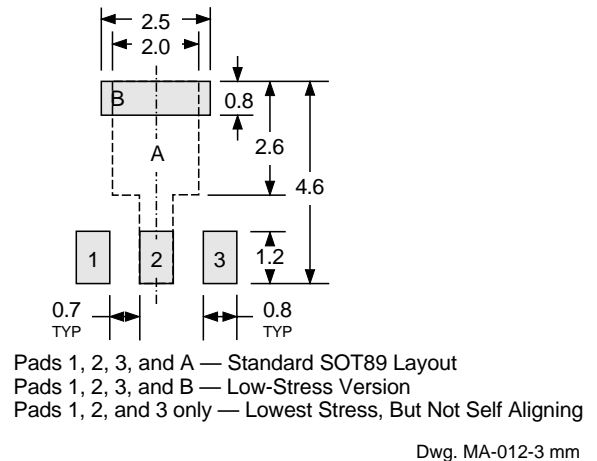 2.5
2.0
B
0.8
A
2.6
4.6
1 2 3
1.2
0.7
TYP
0.8
TYP
Pads 1, 2, 3, and A — Standard SOT89 Layout
Pads 1, 2, 3, and B — Low-Stress Version
Pads 1, 2, and 3 only — Lowest Stress, But Not Self Aligning
Dwg. MA-012-3 mm